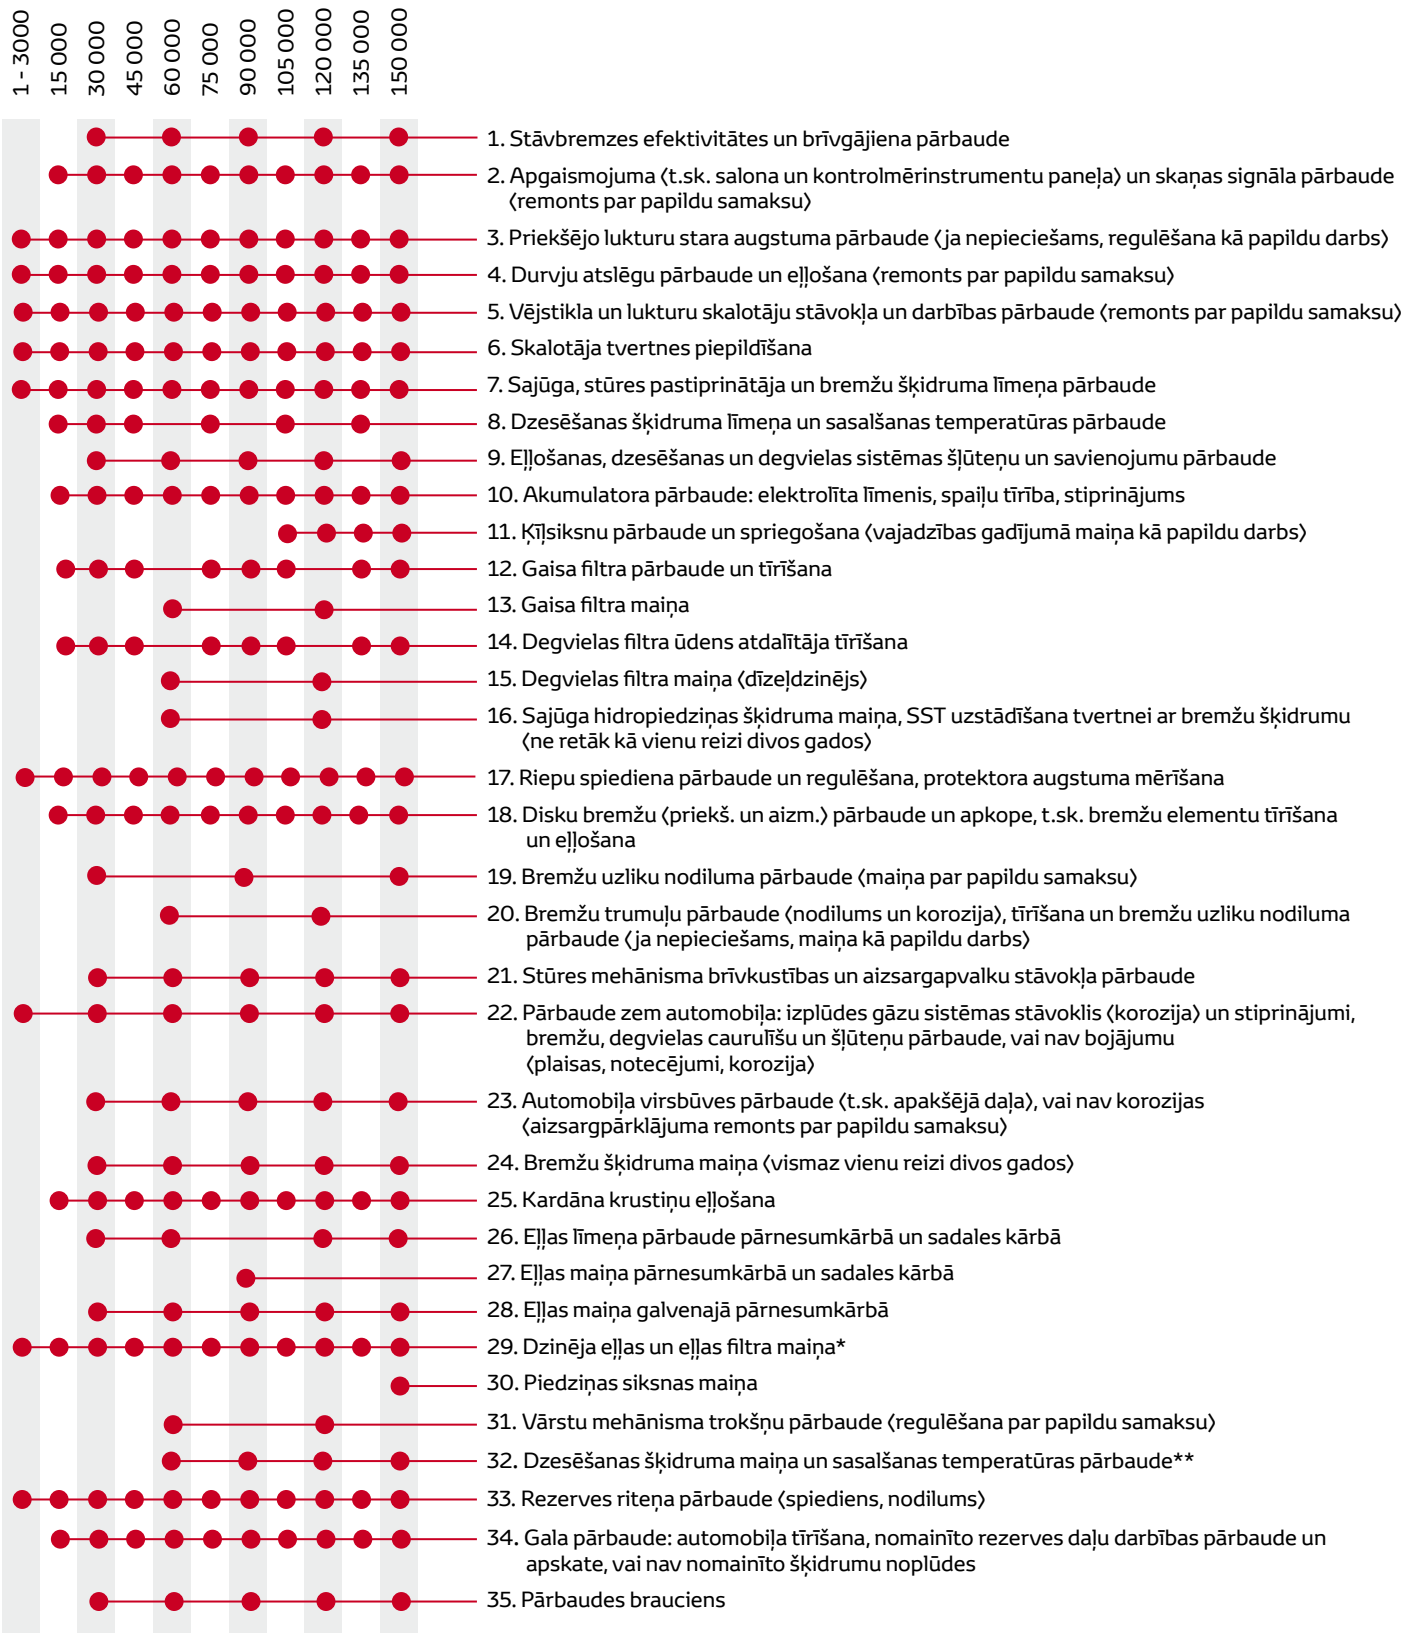 1 - 3000
15 000
30 000
45 000
60 000
75 000
90 000
105 000
120 000
135 000
150 000
1. Stāvbremzes efektivitātes un brīvgājiena pārbaude
2. Apgaismojuma (t.sk. salona un kontrolmērinstrumentu paneļa) un skaņas signāla pārbaude
(remonts par papildu samaksu)
3. Priekšējo lukturu stara augstuma pārbaude (ja nepieciešams, regulēšana kā papildu darbs)
4. Durvju atslēgu pārbaude un eļļošana (remonts par papildu samaksu)
5. Vējstikla un lukturu skalotāju stāvokļa un darbības pārbaude (remonts par papildu samaksu)
6. Skalotāja tvertnes piepildīšana
7. Sajūga, stūres pastiprinātāja un bremžu šķidruma līmeņa pārbaude
8. Dzesēšanas šķidruma līmeņa un sasalšanas temperatūras pārbaude
9. Eļļošanas, dzesēšanas un degvielas sistēmas šļūteņu un savienojumu pārbaude
10. Akumulatora pārbaude: elektrolīta līmenis, spaiļu tīrība, stiprinājums
11. Ķīļsiksnu pārbaude un spriegošana (vajadzības gadījumā maiņa kā papildu darbs)
12. Gaisa filtra pārbaude un tīrīšana
13. Gaisa filtra maiņa
14. Degvielas filtra ūdens atdalītāja tīrīšana
15. Degvielas filtra maiņa (dīzeļdzinējs)
16. Sajūga hidropiedziņas šķidruma maiņa, SST uzstādīšana tvertnei ar bremžu šķidrumu
(ne retāk kā vienu reizi divos gados)
17. Riepu spiediena pārbaude un regulēšana, protektora augstuma mērīšana
18. Disku bremžu (priekš. un aizm.) pārbaude un apkope, t.sk. bremžu elementu tīrīšana
un eļļošana
19. Bremžu uzliku nodiluma pārbaude (maiņa par papildu samaksu)
20. Bremžu trumuļu pārbaude (nodilums un korozija), tīrīšana un bremžu uzliku nodiluma
pārbaude (ja nepieciešams, maiņa kā papildu darbs)
21. Stūres mehānisma brīvkustības un aizsargapvalku stāvokļa pārbaude
22. Pārbaude zem automobiļa: izplūdes gāzu sistēmas stāvoklis (korozija) un stiprinājumi,
bremžu, degvielas caurulīšu un šļūteņu pārbaude, vai nav bojājumu
(plaisas, notecējumi, korozija)
23. Automobiļa virsbūves pārbaude (t.sk. apakšējā daļa), vai nav korozijas
(aizsargpārklājuma remonts par papildu samaksu)
24. Bremžu šķidruma maiņa (vismaz vienu reizi divos gados)
25. Kardāna krustiņu eļļošana
26. Eļļas līmeņa pārbaude pārnesumkārbā un sadales kārbā
27. Eļļas maiņa pārnesumkārbā un sadales kārbā
28. Eļļas maiņa galvenajā pārnesumkārbā
29. Dzinēja eļļas un eļļas filtra maiņa*
30. Piedziņas siksnas maiņa
31. Vārstu mehānisma trokšņu pārbaude (regulēšana par papildu samaksu)
32. Dzesēšanas šķidruma maiņa un sasalšanas temperatūras pārbaude**
33. Rezerves riteņa pārbaude (spiediens, nodilums)
34. Gala pārbaude: automobiļa tīrīšana, nomainīto rezerves daļu darbības pārbaude un
apskate, vai nav nomainīto šķidrumu noplūdes
35. Pārbaudes brauciens